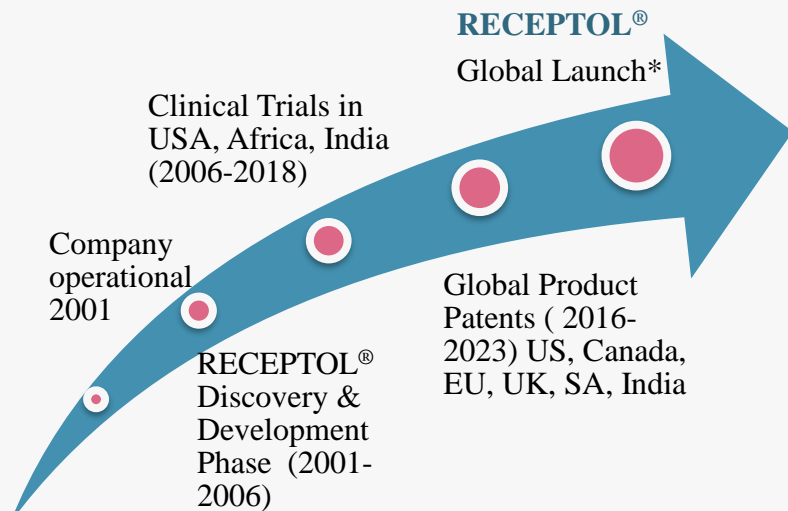 RECEPTOL®
Global Launch*
Clinical Trials in
USA, Africa, India
(2006-2018)
Company
operational
2001
Global Product
Patents ( 2016-
2023) US, Canada,
EU, UK, SA, India
RECEPTOL®
Discovery &
Development
Phase (2001-
2006)